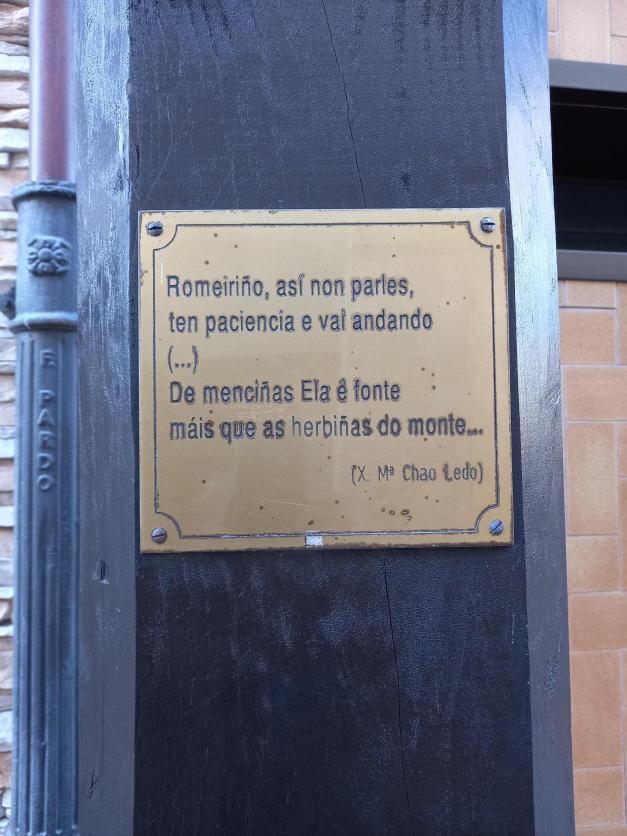 F. PARDO
Romeiriño, así non parles,
ten paciencia e vai andando
(...)
De menciñas Ela é fonte
máis que as herbiñas do monte...
(X. Mª Chao Ledo)